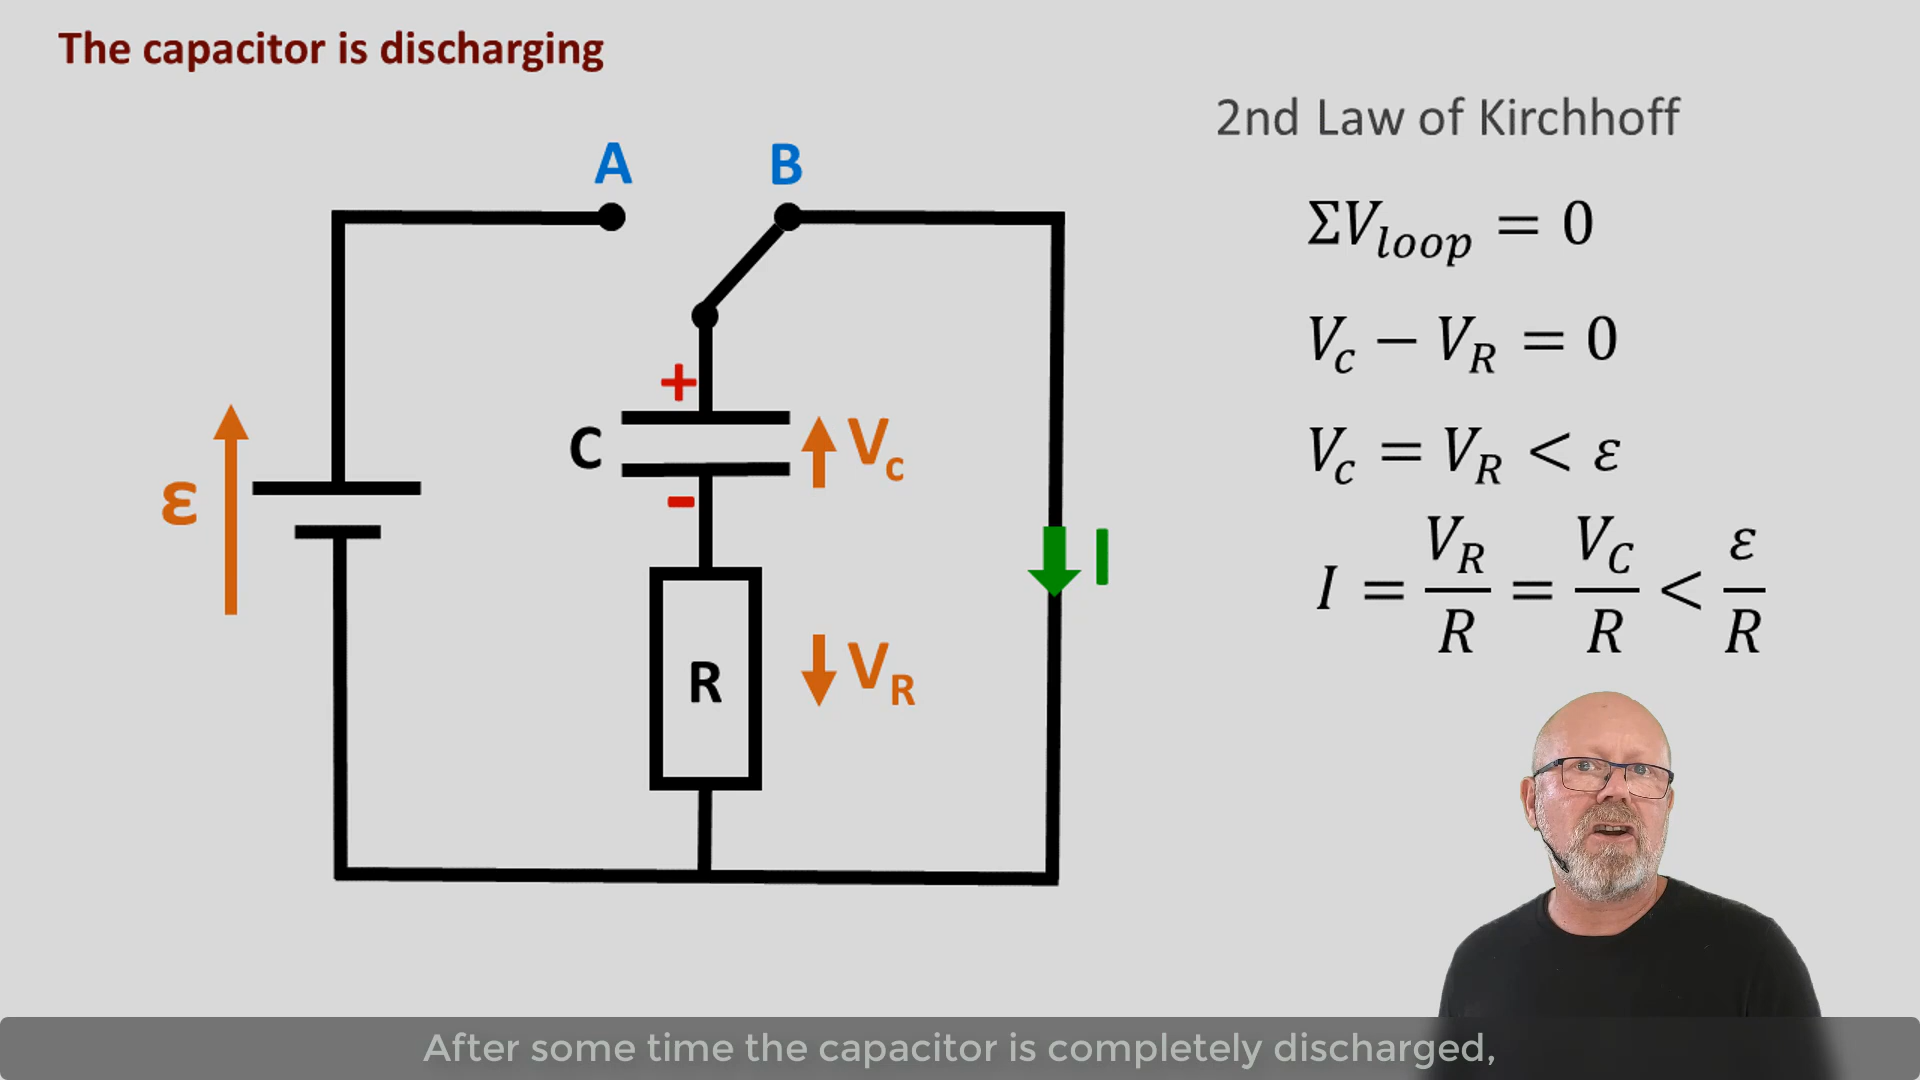 The capacitor is discharging
2nd Law of Kirchhoff
A
B
ΣV_loop = 0
V_c − V_R = 0
+
C
V_c
V_c = V_R < ε
-
ε
I
I = V_R/R = V_C/R < ε/R
R
V_R
After some time the capacitor is completely discharged,